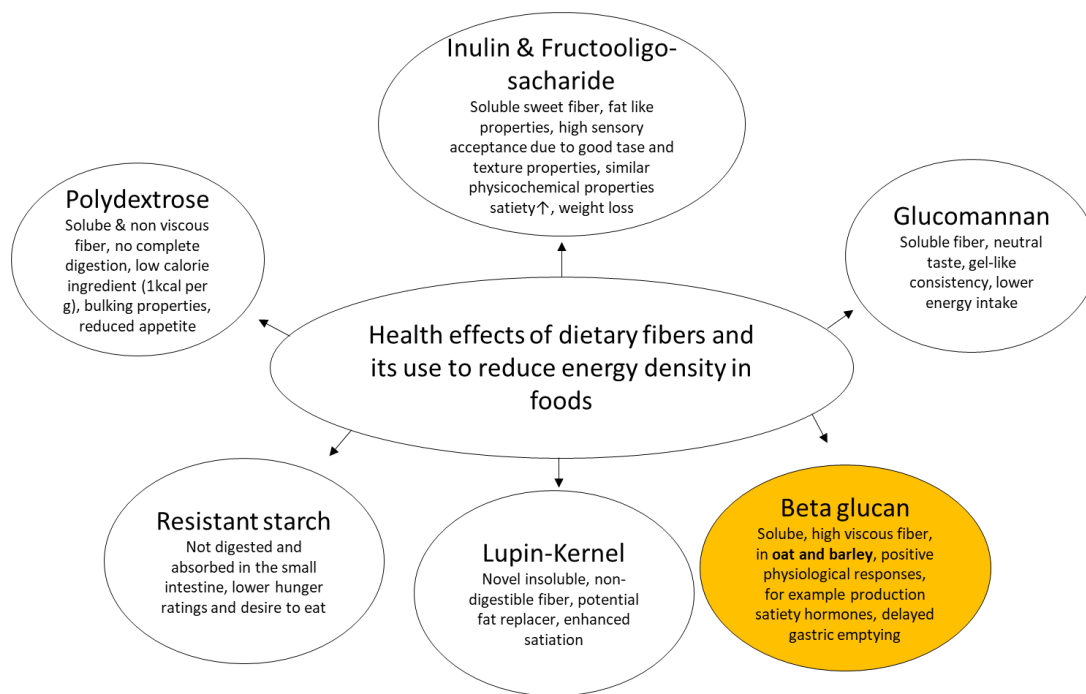 Inulin & Fructooligo-
sacharide
Soluble sweet fiber, fat like
properties, high sensory
acceptance due to good tase and
texture properties, similar
physicochemical properties
satiety↑, weight loss
Polydextrose
Solube & non viscous
fiber, no complete
digestion, low calorie
ingredient (1kcal per
g), bulking properties,
reduced appetite
Glucomannan
Soluble fiber, neutral
taste, gel-like
consistency, lower
energy intake
Health effects of dietary fibers and
its use to reduce energy density in
foods
Resistant starch
Not digested and
absorbed in the small
intestine, lower hunger
ratings and desire to eat
Lupin-Kernel
Novel insoluble, non-
digestible fiber, potential
fat replacer, enhanced
satiation
Beta glucan
Solube, high viscous fiber,
in oat and barley, positive
physiological responses,
for example production
satiety hormones, delayed
gastric emptying